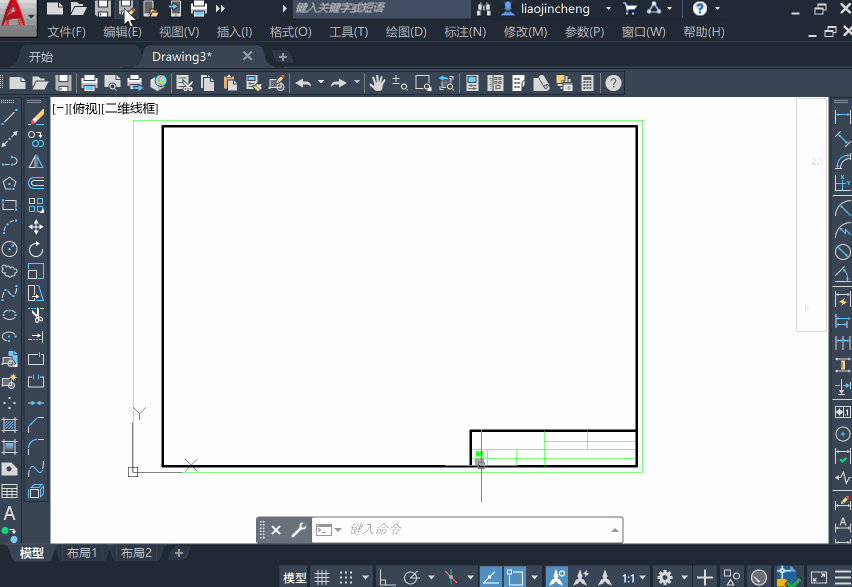 键入关键字或短语
liaojincheng
文件(F) 编辑(E) 视图(V) 插入(I) 格式(O) 工具(T) 绘图(D) 标注(N) 修改(M) 参数(P) 窗口(W) 帮助(H)
开始 Drawing3*
[−][俯视][二维线框]
Y
X
键入命令
模型 布局1 布局2
模型 1:1